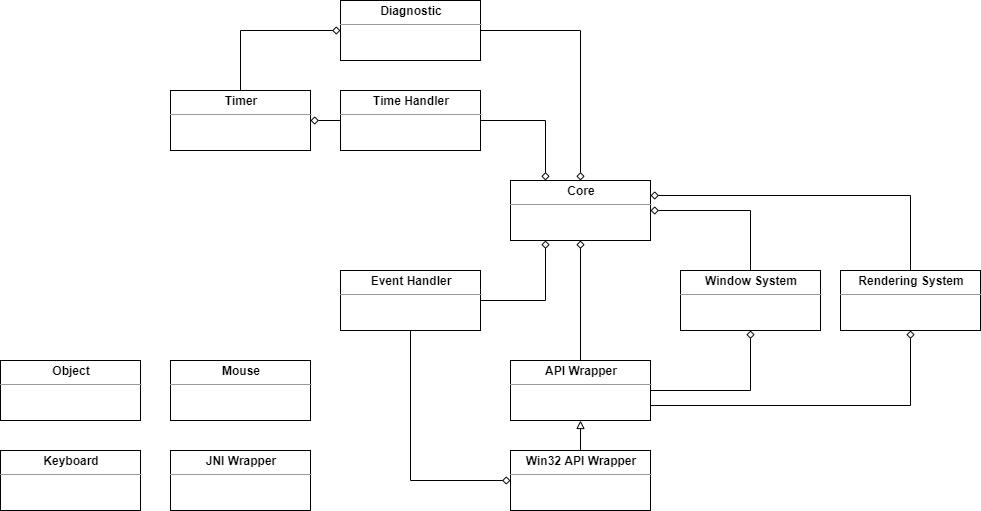 Diagnostic
Timer
Time Handler
Core
Event Handler
Window System
Rendering System
Object
Mouse
API Wrapper
Keyboard
JNI Wrapper
Win32 API Wrapper